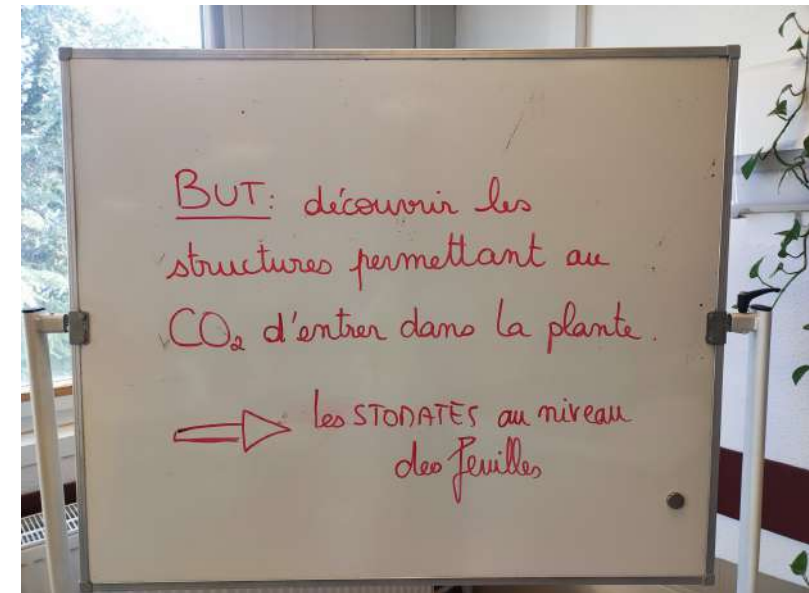 BUT: découvrir les
structures permettant au
CO₂ d'entrer dans la plante.
les STOMATES au niveau
des feuilles